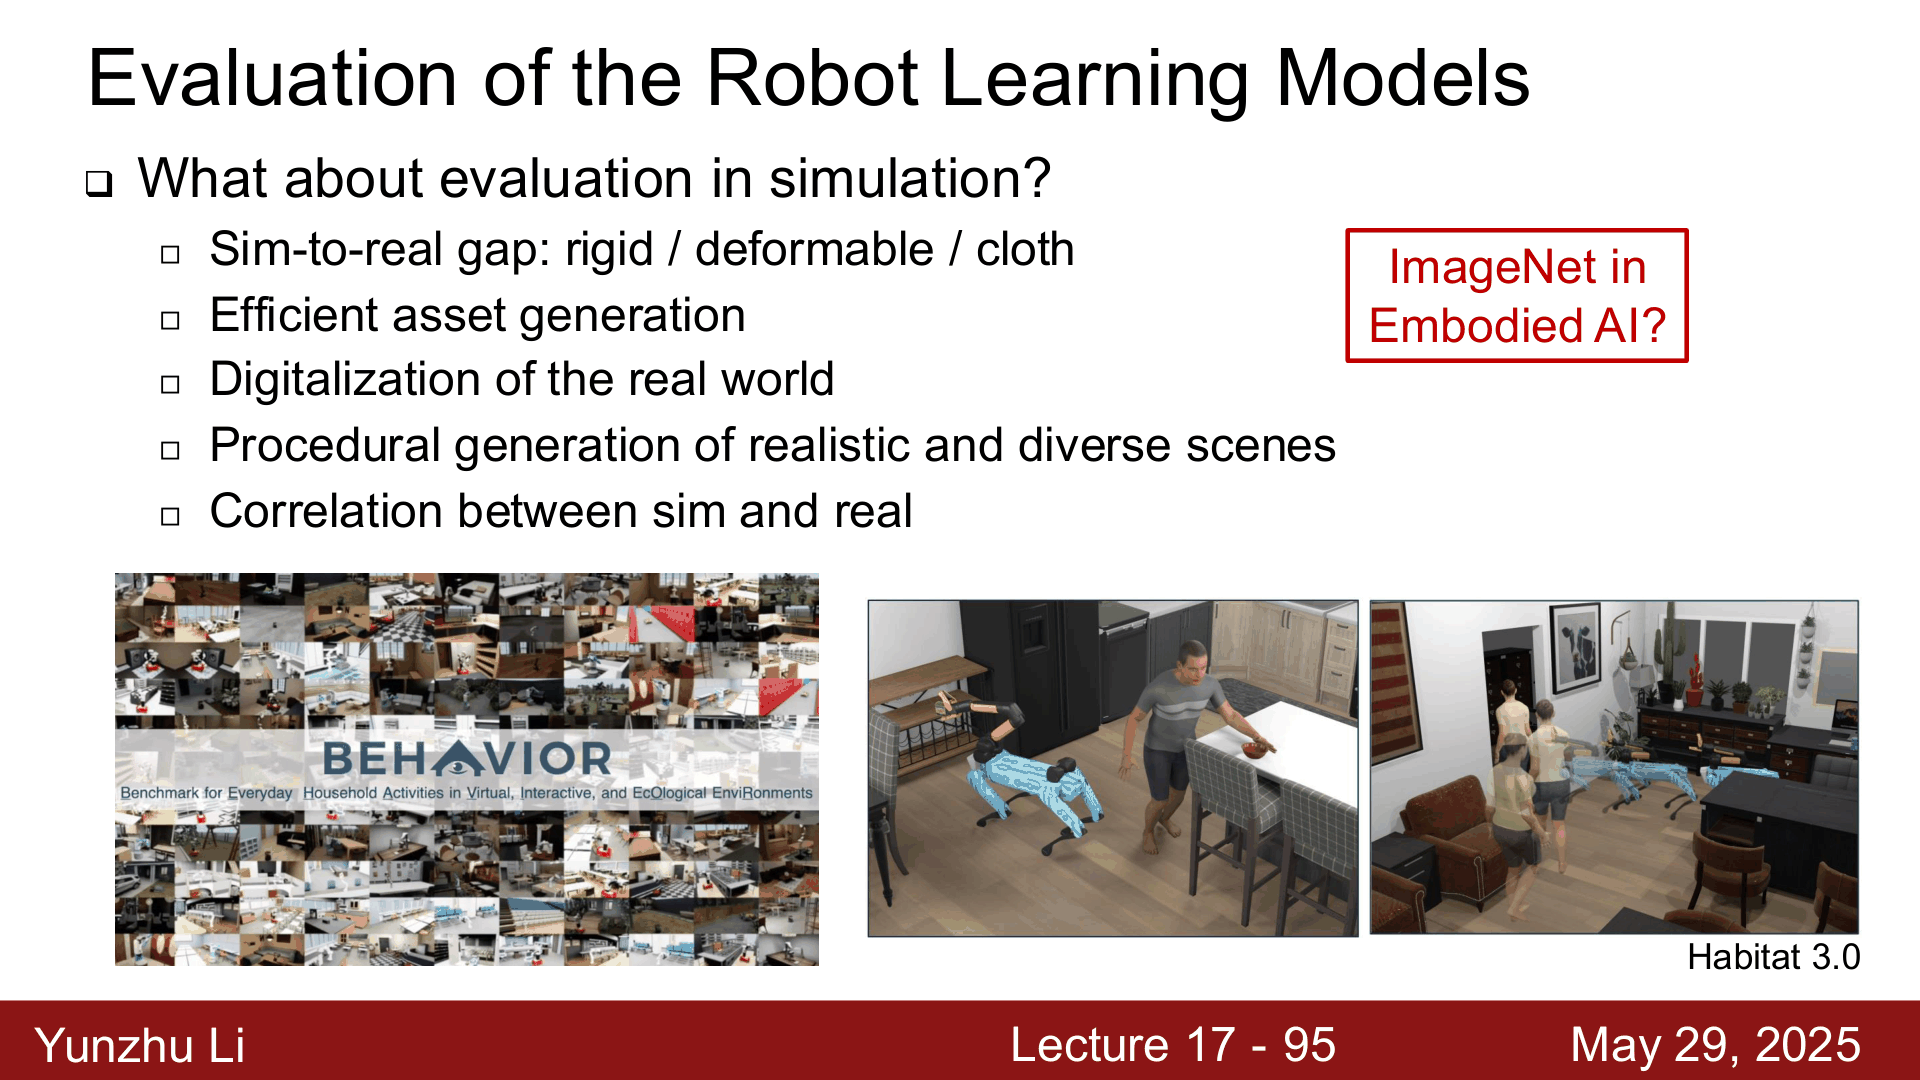 Evaluation of the Robot Learning Models
What about evaluation in simulation?
Sim-to-real gap: rigid / deformable / cloth
Efficient asset generation
Digitalization of the real world
Procedural generation of realistic and diverse scenes
Correlation between sim and real
ImageNet in
Embodied AI?
BEHAVIOR
Benchmark for Everyday Household Activities in Virtual, Interactive, and EcOlogical EnviRonments
Habitat 3.0
Yunzhu Li
Lecture 17 - 95
May 29, 2025